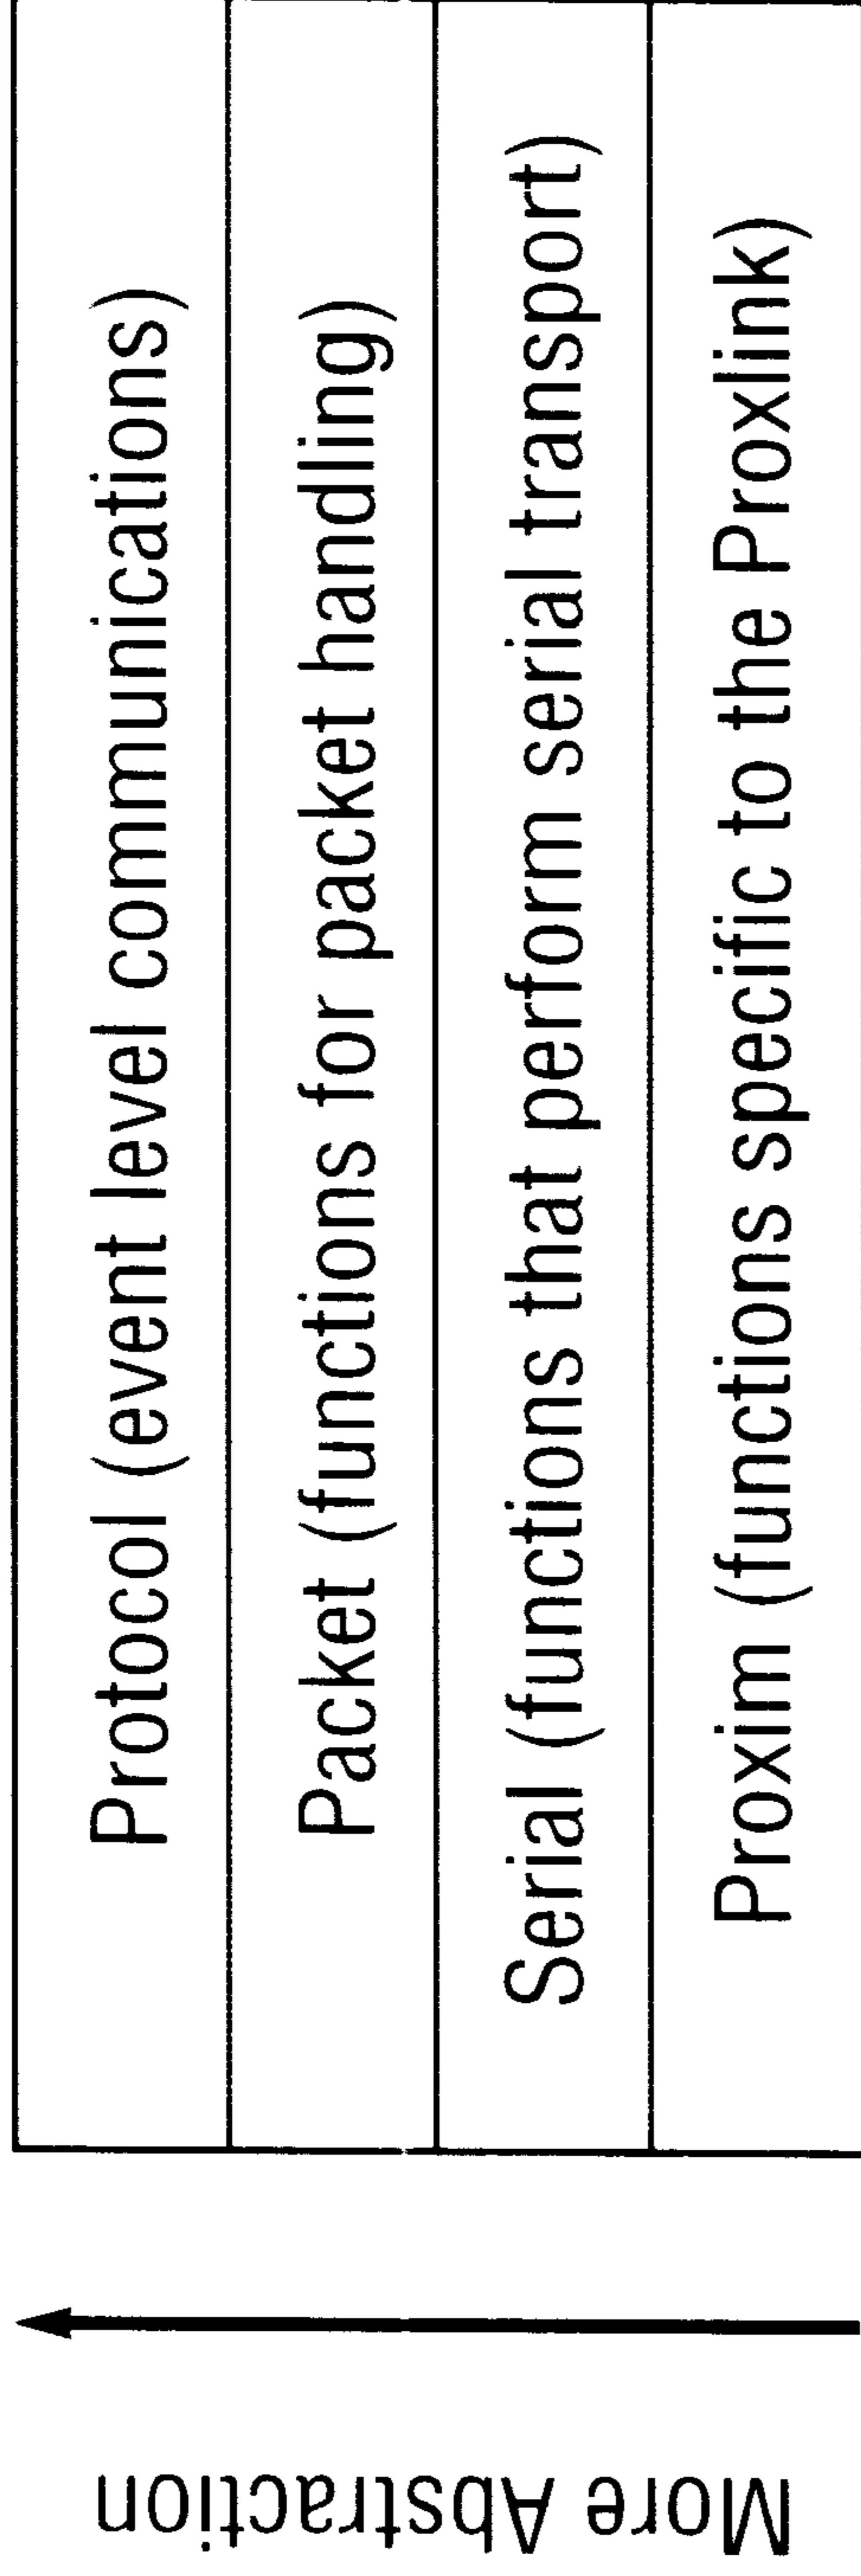 Protocol (event level communications)
Packet (functions for packet handling)
Serial (functions that perform serial transport)
Proxim (functions specific to the Proxlink)
More Abstraction